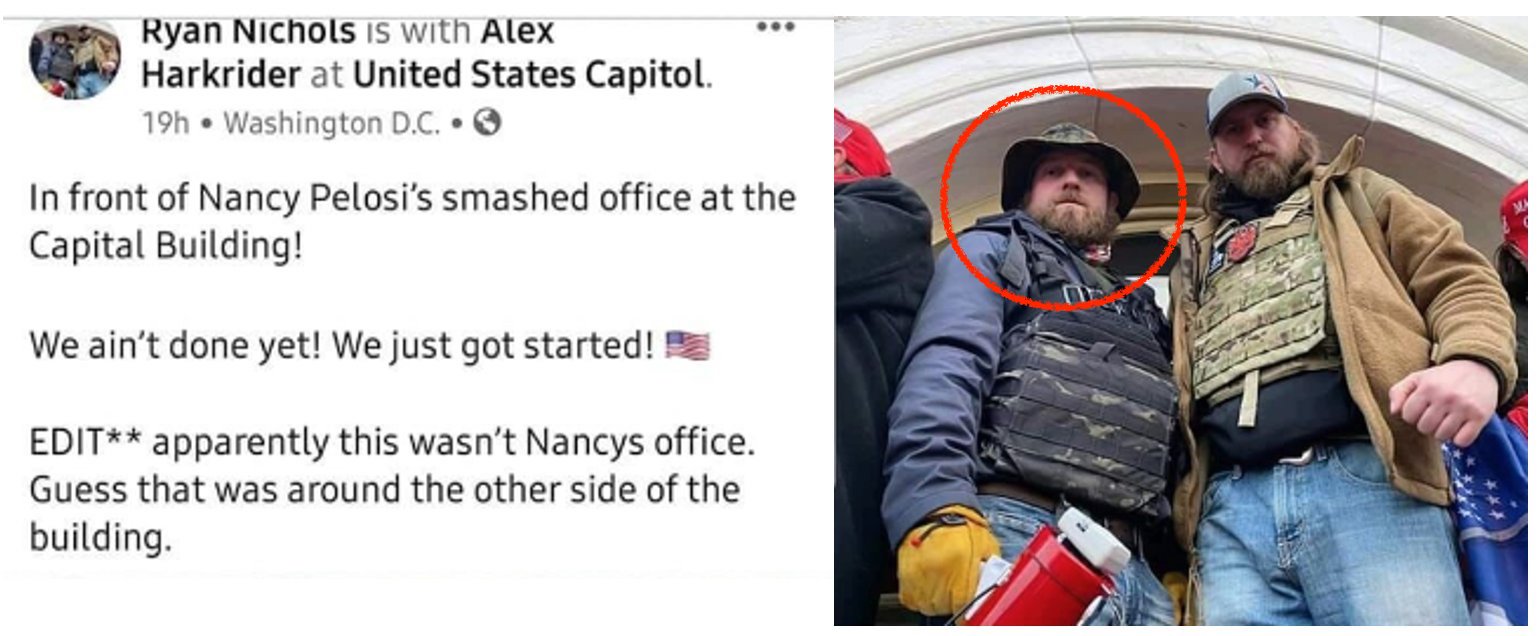 Ryan Nichols is with Alex
Harkrider at United States Capitol.
19h • Washington D.C. •
In front of Nancy Pelosi's smashed office at the
Capital Building!
We ain't done yet! We just got started! 🇺🇸
EDIT** apparently this wasn't Nancys office.
Guess that was around the other side of the
building.